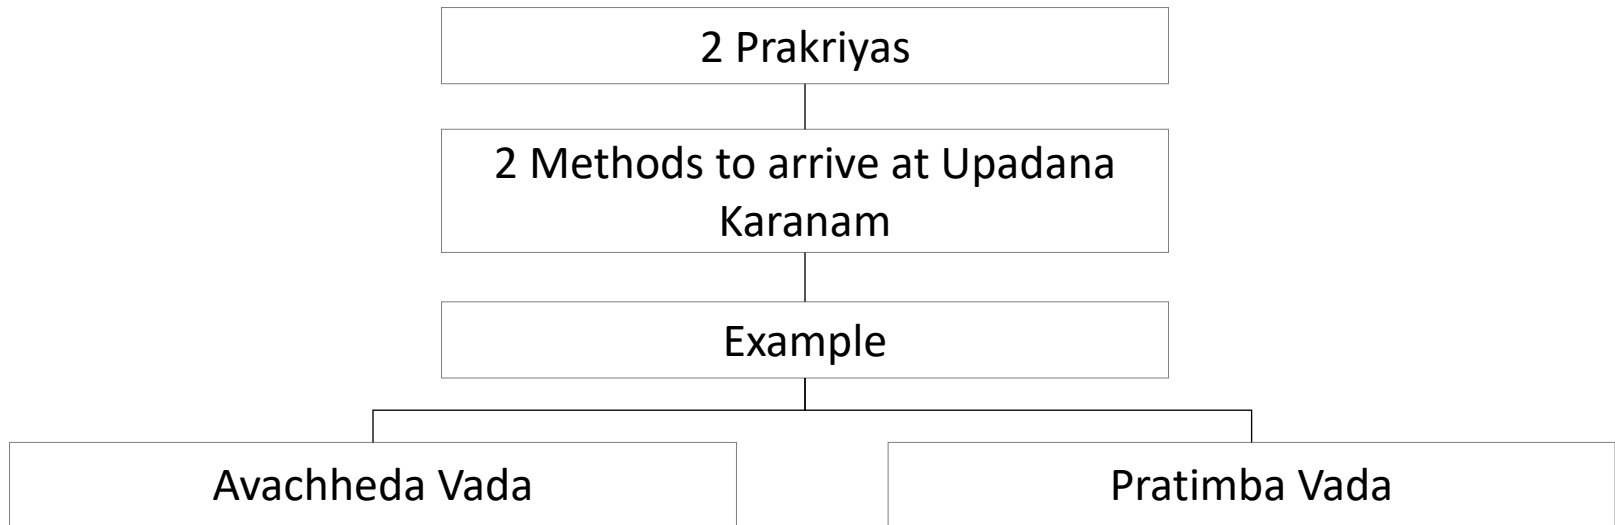 2 Prakriyas
2 Methods to arrive at Upadana
Karanam
Example
Avachheda Vada
Pratimba Vada